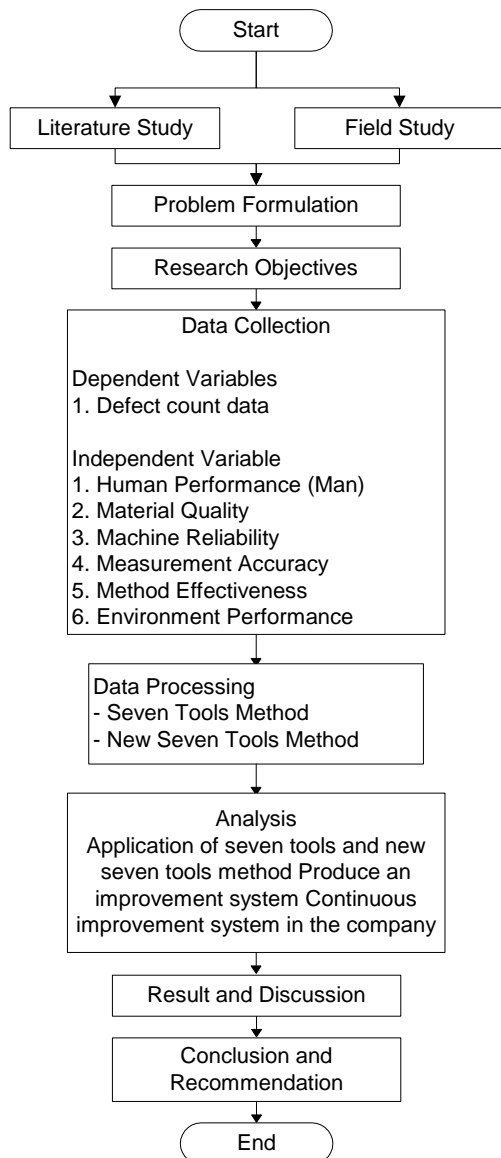 Start
Literature Study
Field Study
Problem Formulation
Research Objectives
Data Collection
Dependent Variables
1. Defect count data
Independent Variable
1. Human Performance (Man)
2. Material Quality
3. Machine Reliability
4. Measurement Accuracy
5. Method Effectiveness
6. Environment Performance
Data Processing
- Seven Tools Method
- New Seven Tools Method
Analysis
Application of seven tools and new
seven tools method Produce an
improvement system Continuous
improvement system in the company
Result and Discussion
Conclusion and
Recommendation
End